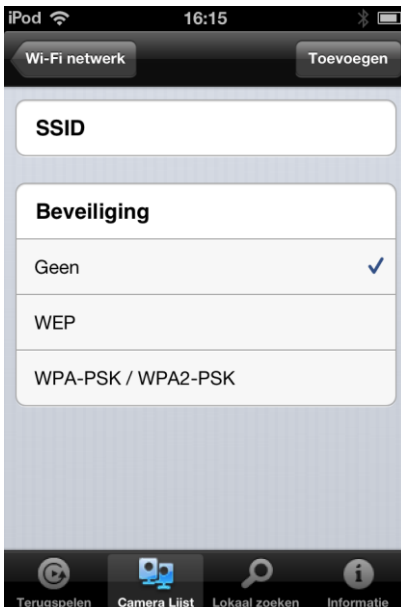 iPod 16:15
Wi-Fi netwerk Toevoegen
SSID
Beveiliging
Geen
WEP
WPA-PSK / WPA2-PSK
Terugspelen Camera Lijst Lokaal zoeken Informatie